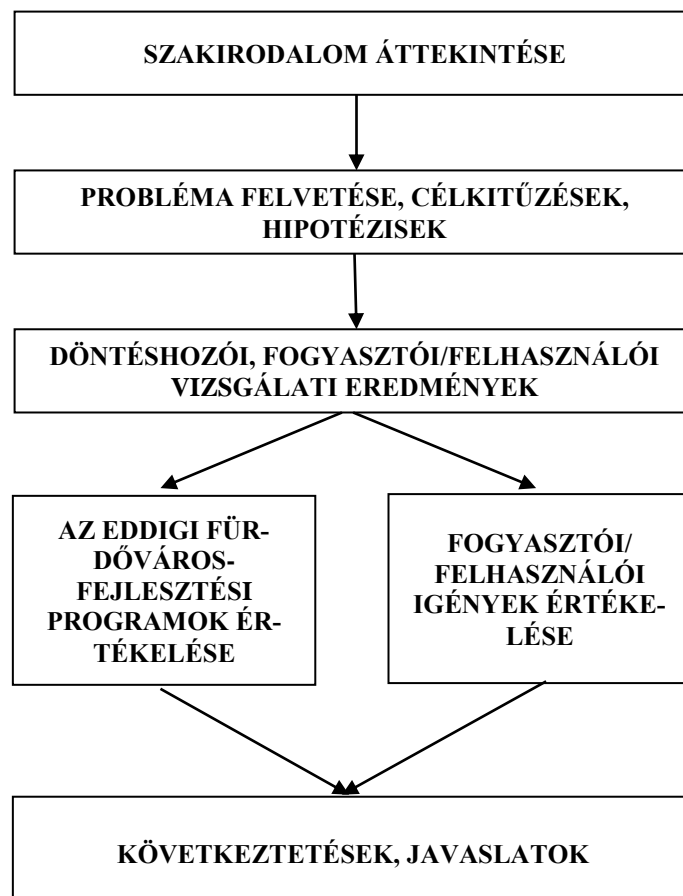 SZAKIRODALOM ÁTTEKINTÉSE
PROBLÉMA FELVETÉSE, CÉLKITŰZÉSEK,
HIPOTÉZISEK
DÖNTÉSHOZÓI, FOGYASZTÓI/FELHASZNÁLÓI
VIZSGÁLATI EREDMÉNYEK
AZ EDDIGI FÜR-
DŐVÁROS-
FEJLESZTÉSI
PROGRAMOK ÉR-
TÉKELÉSE
FOGYASZTÓI/
FELHASZNÁLÓI
IGÉNYEK ÉRTÉKE-
LÉSE
KÖVETKEZTETÉSEK, JAVASLATOK